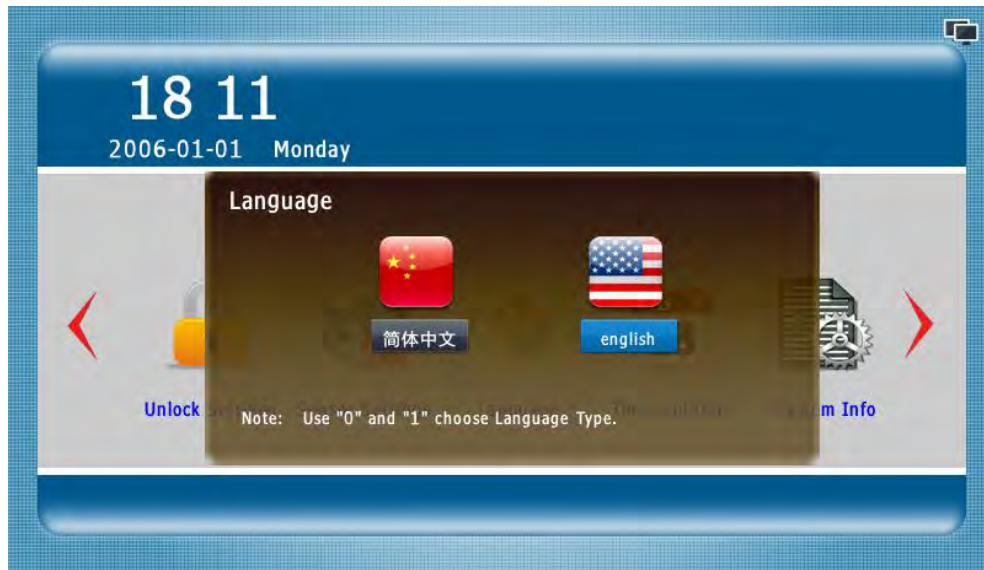 18 11
2006-01-01 Monday
Language
简体中文
english
Unlock
m Info
Note: Use "0" and "1" choose Language Type.